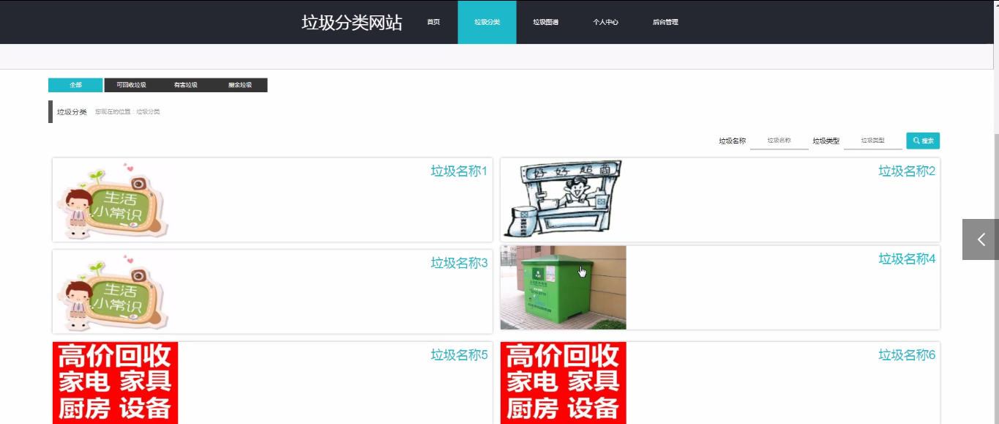 垃圾分类网站 首页 垃圾分类 垃圾图谱 个人中心 后台管理
全部 可回收垃圾 有害垃圾 厨余垃圾
垃圾分类 您现在的位置：垃圾分类
垃圾名称 垃圾名称 垃圾类型 垃圾类型 搜索
垃圾名称1
生活
小常识
垃圾名称2
好好超商
垃圾名称3
生活
小常识
垃圾名称4
垃圾名称5
高价回收
家电 家具
厨房 设备
垃圾名称6
高价回收
家电 家具
厨房 设备